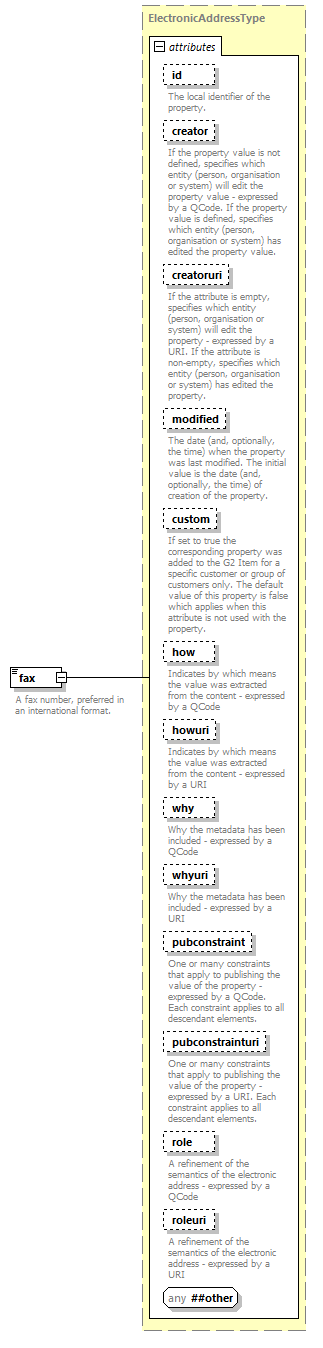 ElectronicAddressType
attributes
id
The local identifier of the
property.
creator
If the property value is not
defined, specifies which
entity (person, organisation
or system) will edit the
property value - expressed
by a QCode. If the property
value is defined, specifies
which entity (person,
organisation or system) has
edited the property value.
creatoruri
If the attribute is empty,
specifies which entity
(person, organisation or
system) will edit the
property - expressed by a
URI. If the attribute is
non-empty, specifies which
entity (person, organisation
or system) has edited the
property.
modified
The date (and, optionally,
the time) when the property
was last modified. The initial
value is the date (and,
optionally, the time) of
creation of the property.
custom
If set to true the
corresponding property was
added to the G2 Item for a
specific customer or group of
customers only. The default
value of this property is false
which applies when this
attribute is not used with the
property.
how
Indicates by which means
the value was extracted
from the content - expressed
by a QCode
howuri
Indicates by which means
the value was extracted
from the content - expressed
by a URI
why
Why the metadata has been
included - expressed by a
QCode
whyuri
Why the metadata has been
included - expressed by a
URI
pubconstraint
One or many constraints
that apply to publishing the
value of the property -
expressed by a QCode.
Each constraint applies to all
descendant elements.
pubconstrainturi
One or many constraints
that apply to publishing the
value of the property -
expressed by a URI. Each
constraint applies to all
descendant elements.
role
A refinement of the
semantics of the electronic
address - expressed by a
QCode
roleuri
A refinement of the
semantics of the electronic
address - expressed by a
URI
any ##other
fax
A fax number, preferred in
an international format.